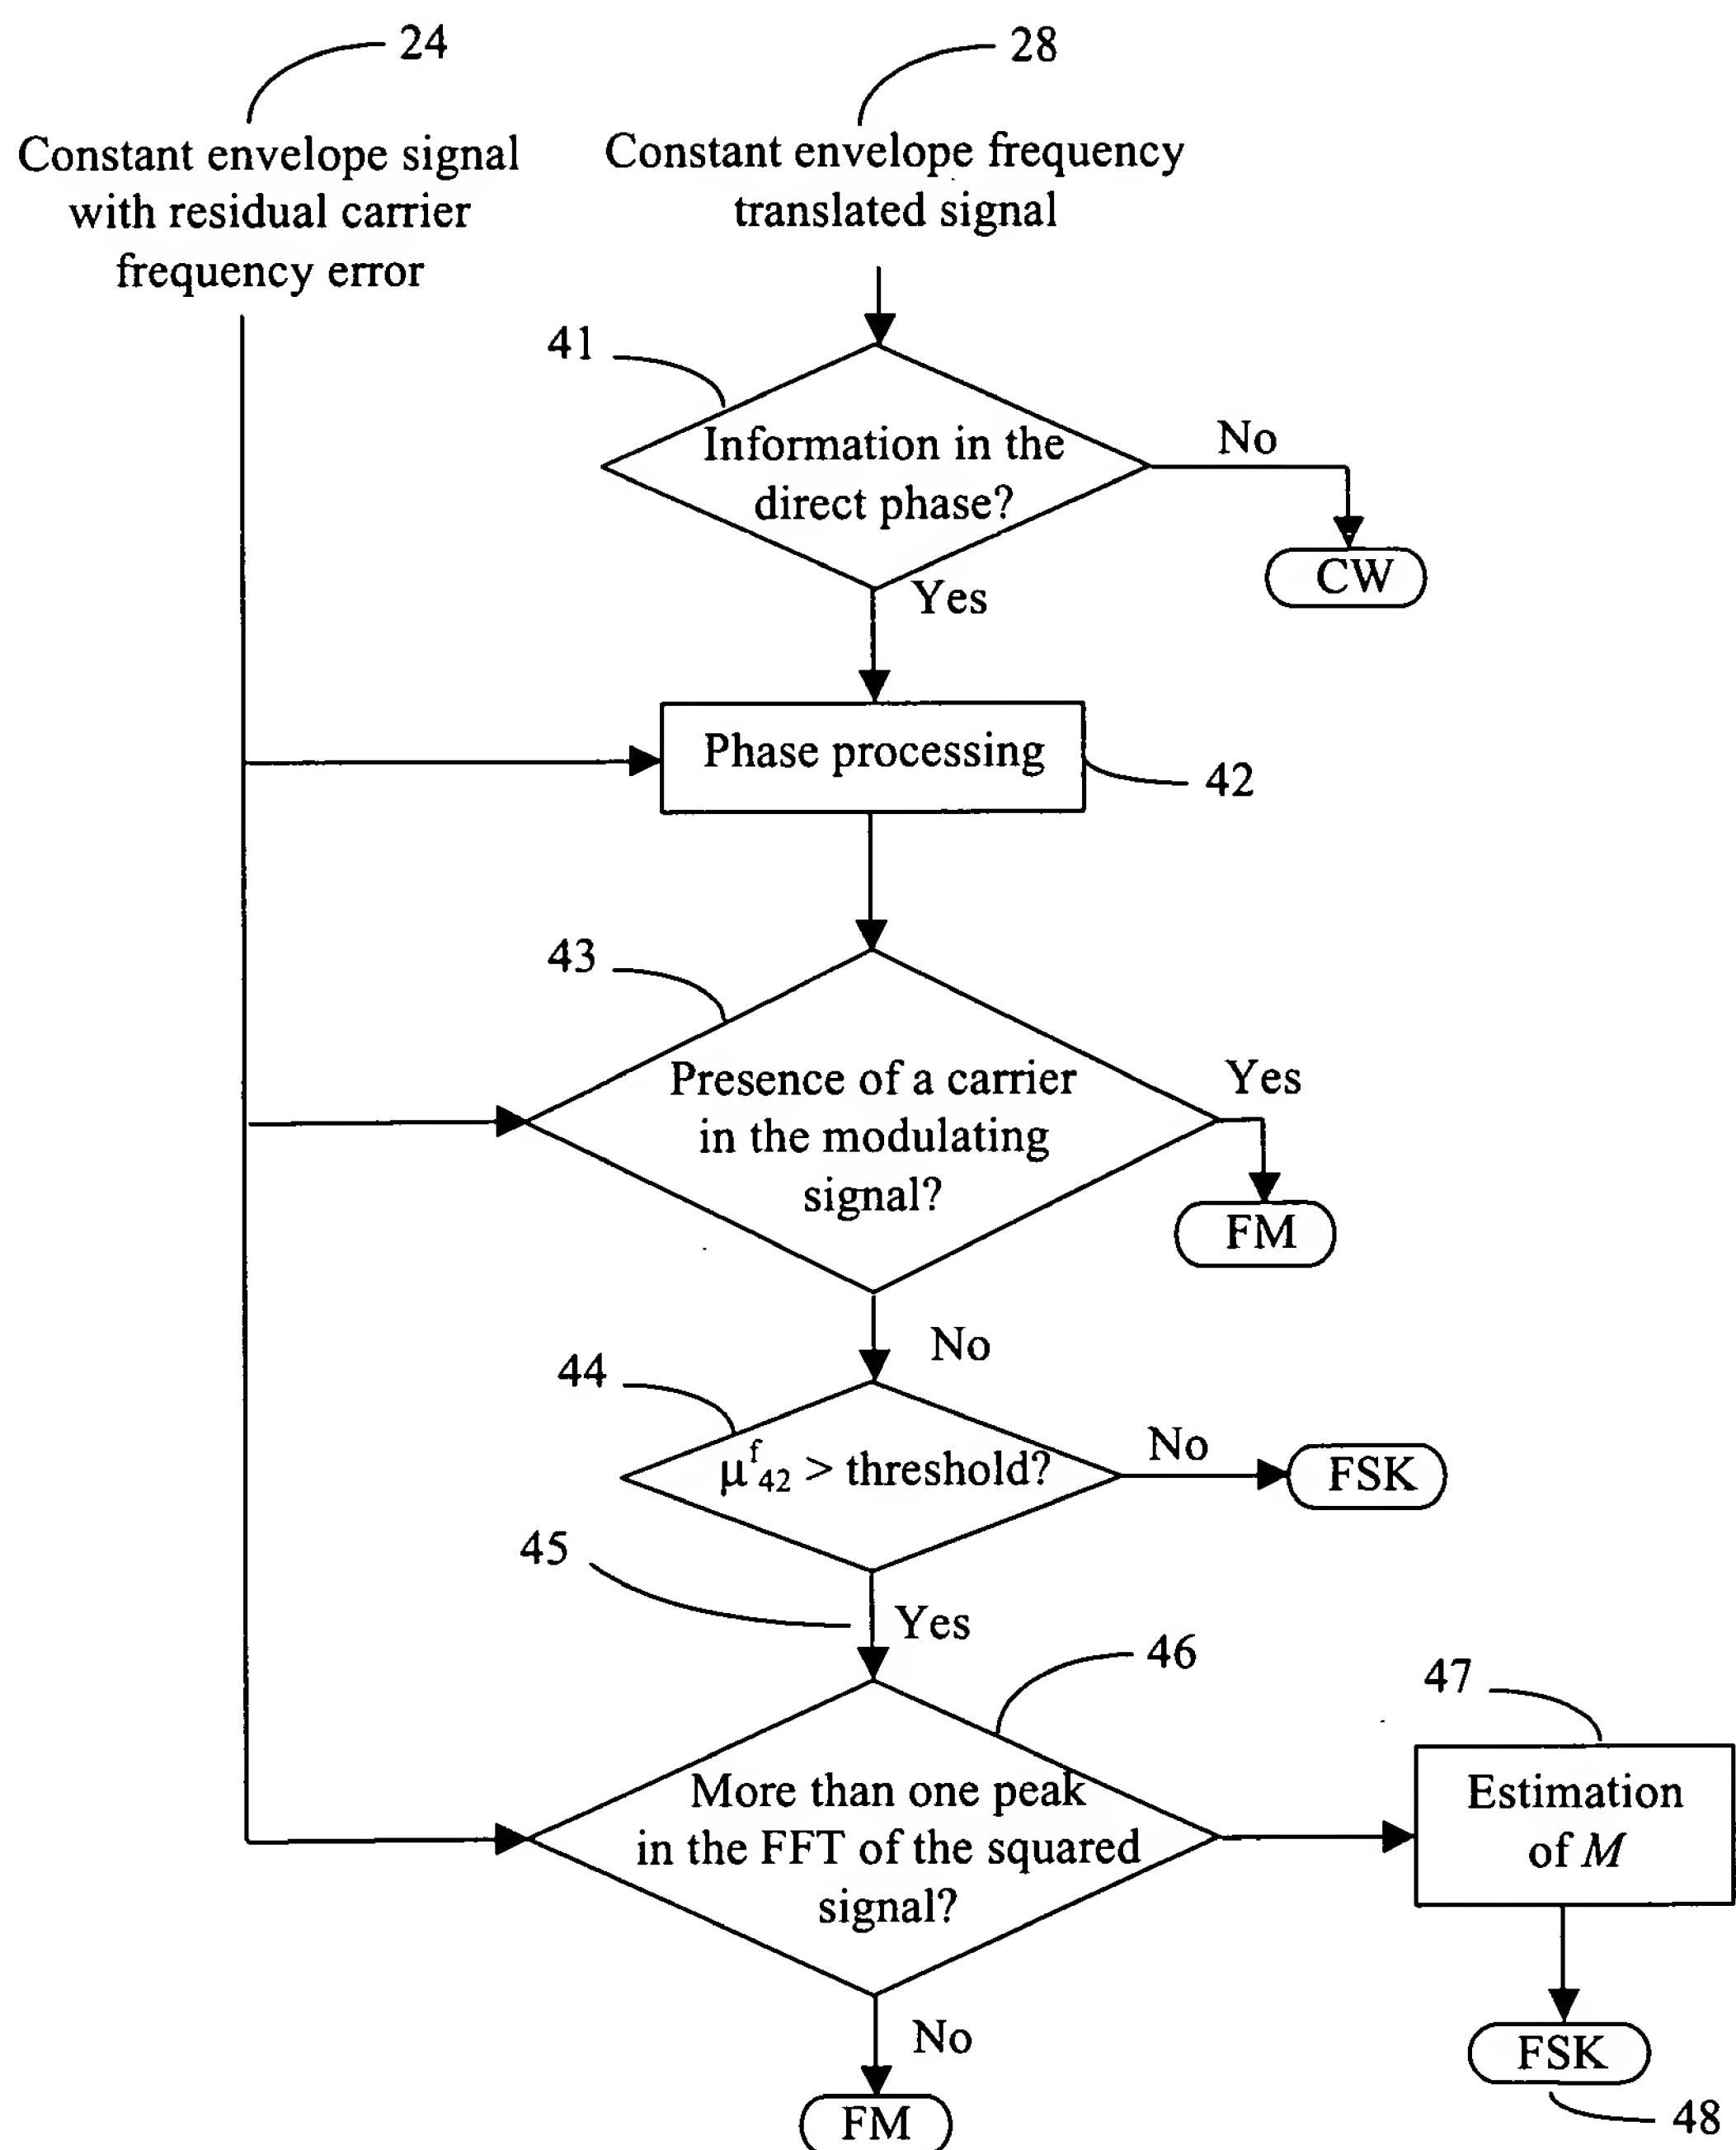 24
28
Constant envelope signal
with residual carrier
frequency error
Constant envelope frequency
translated signal
41
Information in the
direct phase?
No
CW
Yes
Phase processing
42
43
Presence of a carrier
in the modulating
signal?
Yes
FM
No
44
μᶠ₄₂ > threshold?
No
FSK
45
Yes
46
47
More than one peak
in the FFT of the squared
signal?
Estimation
of M
No
FSK
FM
48